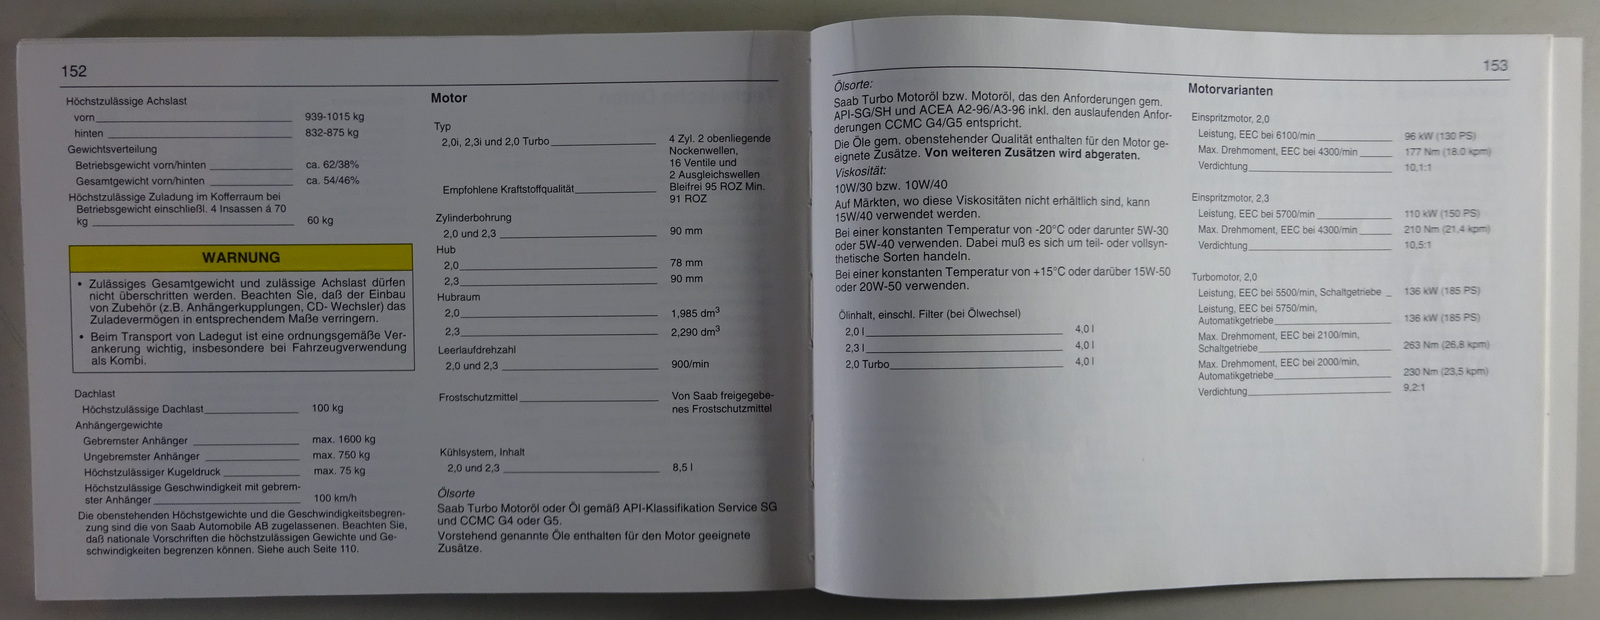 152
Höchstzulässige Achslast
vorn 939-1015 kg
hinten 832-875 kg
Gewichtsverteilung
Betriebsgewicht vorn/hinten ca. 62/38%
Gesamtgewicht vorn/hinten ca. 54/46%
Höchstzulässige Zuladung im Kofferraum bei
Betriebsgewicht einschließl. 4 Insassen á 70
kg 60 kg
WARNUNG
• Zulässiges Gesamtgewicht und zulässige Achslast dürfen
nicht überschritten werden. Beachten Sie, daß der Einbau
von Zubehör (z.B. Anhängerkupplungen, CD- Wechsler) das
Zuladevermögen in entsprechendem Maße verringern.
• Beim Transport von Ladegut ist eine ordnungsgemäße Ver-
ankerung wichtig, insbesondere bei Fahrzeugverwendung
als Kombi.
Dachlast
Höchstzulässige Dachlast 100 kg
Anhängergewichte
Gebremster Anhänger max. 1600 kg
Ungebremster Anhänger max. 750 kg
Höchstzulässiger Kugeldruck max. 75 kg
Höchstzulässige Geschwindigkeit mit gebrem-
ster Anhänger 100 km/h
Die obenstehenden Höchstgewichte und die Geschwindigkeitsbegren-
zung sind die von Saab Automobile AB zugelassenen. Beachten Sie,
daß nationale Vorschriften die höchstzulässigen Gewichte und Ge-
schwindigkeiten begrenzen können. Siehe auch Seite 110.
Motor
Typ
2,0i, 2,3i und 2,0 Turbo 4 Zyl. 2 obenliegende
Nockenwellen,
16 Ventile und
2 Ausgleichswellen
Empfohlene Kraftstoffqualität Bleifrei 95 ROZ Min.
91 ROZ
Zylinderbohrung
2,0 und 2,3 90 mm
Hub
2,0 78 mm
2,3 90 mm
Hubraum
2,0 1,985 dm³
2,3 2,290 dm³
Leerlaufdrehzahl
2,0 und 2,3 900/min
Frostschutzmittel Von Saab freigegebe-
nes Frostschutzmittel
Kühlsystem, Inhalt
2,0 und 2,3 8,5 l
Ölsorte
Saab Turbo Motoröl oder Öl gemäß API-Klassifikation Service SG
und CCMC G4 oder G5.
Vorstehend genannte Öle enthalten für den Motor geeignete
Zusätze.
153
Ölsorte:
Saab Turbo Motoröl bzw. Motoröl, das den Anforderungen gem.
API-SG/SH und ACEA A2-96/A3-96 inkl. den auslaufenden Anfor-
derungen CCMC G4/G5 entspricht.
Die Öle gem. obenstehender Qualität enthalten für den Motor ge-
eignete Zusätze. Von weiteren Zusätzen wird abgeraten.
Viskosität:
10W/30 bzw. 10W/40
Auf Märkten, wo diese Viskositäten nicht erhältlich sind, kann
15W/40 verwendet werden.
Bei einer konstanten Temperatur von -20°C oder darunter 5W-30
oder 5W-40 verwenden. Dabei muß es sich um teil- oder vollsyn-
thetische Sorten handeln.
Bei einer konstanten Temperatur von +15°C oder darüber 15W-50
oder 20W-50 verwenden.
Ölinhalt, einschl. Filter (bei Ölwechsel)
2,0 l 4,0 l
2,3 l 4,0 l
2,0 Turbo 4,0 l
Motorvarianten
Einspritzmotor, 2,0
Leistung, EEC bei 6100/min 96 kW (130 PS)
Max. Drehmoment, EEC bei 4300/min 177 Nm (18.0 kpm)
Verdichtung 10,1:1
Einspritzmotor, 2,3
Leistung, EEC bei 5700/min 110 kW (150 PS)
Max. Drehmoment, EEC bei 4300/min 210 Nm (21.4 kpm)
Verdichtung 10,5:1
Turbomotor, 2,0
Leistung, EEC bei 5500/min, Schaltgetriebe 136 kW (185 PS)
Leistung, EEC bei 5750/min,
Automatikgetriebe 136 kW (185 PS)
Max. Drehmoment, EEC bei 2100/min,
Schaltgetriebe 263 Nm (26,8 kpm)
Max. Drehmoment, EEC bei 2000/min,
Automatikgetriebe 230 Nm (23,5 kpm)
Verdichtung 9,2:1